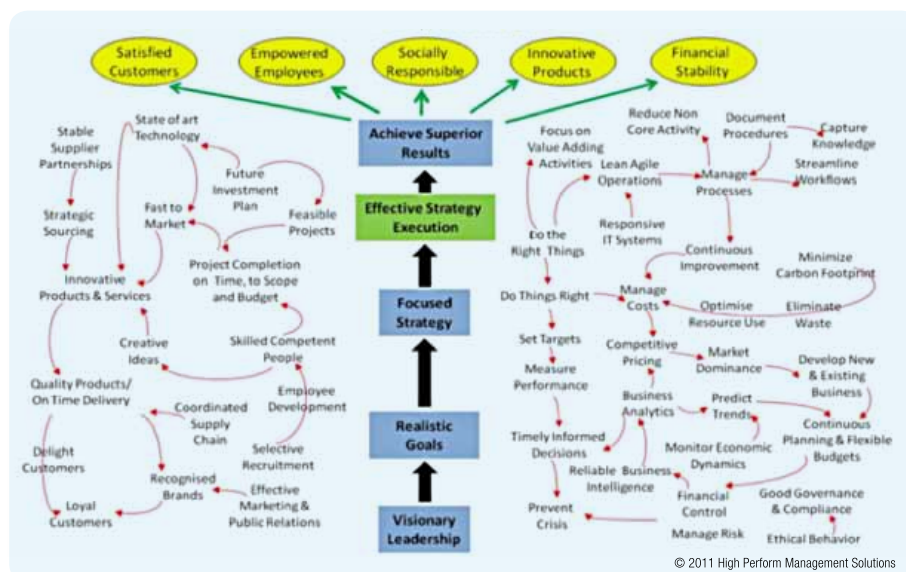 Satisfied
Customers
Empowered
Employees
Socially
Responsible
Innovative
Products
Financial
Stability
Achieve Superior
Results
Effective Strategy
Execution
Focused
Strategy
Realistic
Goals
Visionary
Leadership
Stable
Supplier
Partnerships
State of art
Technology
Future
Investment
Plan
Strategic
Sourcing
Fast to
Market
Feasible
Projects
Innovative
Products & Services
Project Completion
on Time, to Scope
and Budget
Creative
Ideas
Skilled Competent
People
Quality Products/
On Time Delivery
Employee
Development
Coordinated
Supply
Chain
Delight
Customers
Selective
Recruitment
Recognised
Brands
Effective
Marketing &
Public Relations
Loyal
Customers
Focus on
Value Adding
Activities
Reduce Non
Core Activity
Document
Procedures
Capture
Knowledge
Lean Agile
Operations
Manage
Processes
Streamline
Workflows
Do the
Right Things
Responsive
IT Systems
Continuous
Improvement
Minimize
Carbon Footprint
Do Things Right
Manage
Costs
Optimise
Resource Use
Eliminate
Waste
Set Targets
Competitive
Pricing
Market
Dominance
Develop New
& Existing
Business
Measure
Performance
Business
Analytics
Predict
Trends
Continuous
Planning & Flexible
Budgets
Timely Informed
Decisions
Monitor Economic
Dynamics
Reliable Business
Intelligence
Financial
Control
Good Governance
& Compliance
Prevent
Crisis
Manage Risk
Ethical Behavior
© 2011 High Perform Management Solutions